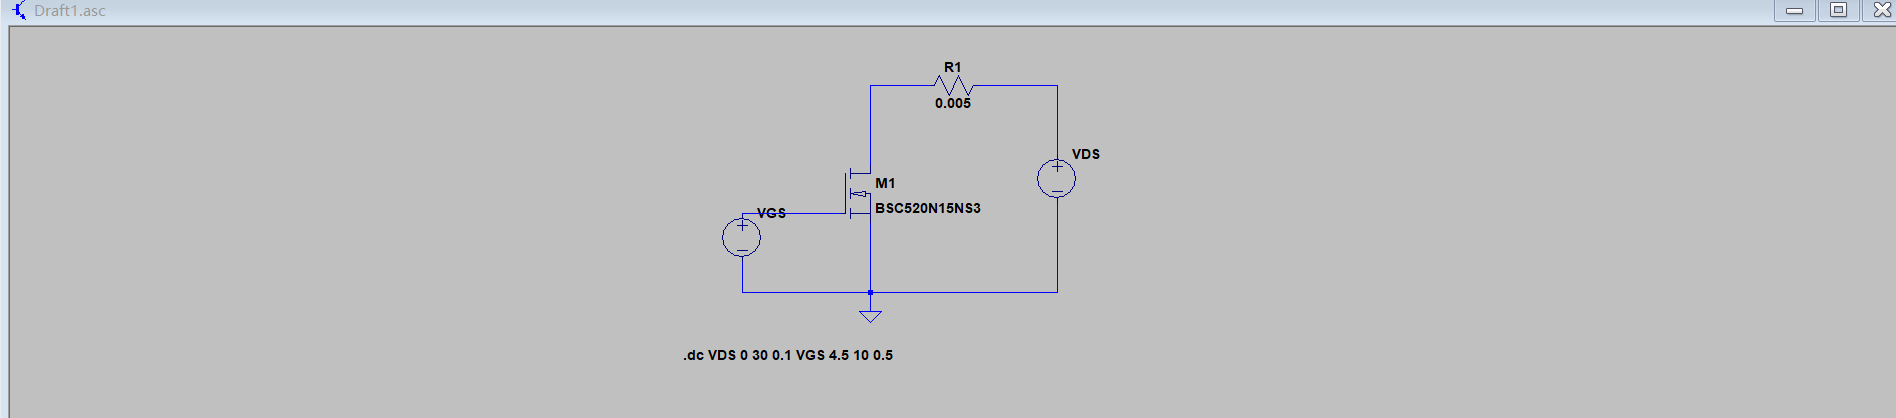 Draft1.asc
R1
0.005
VDS
M1
BSC520N15NS3
VGS
.dc VDS 0 30 0.1 VGS 4.5 10 0.5